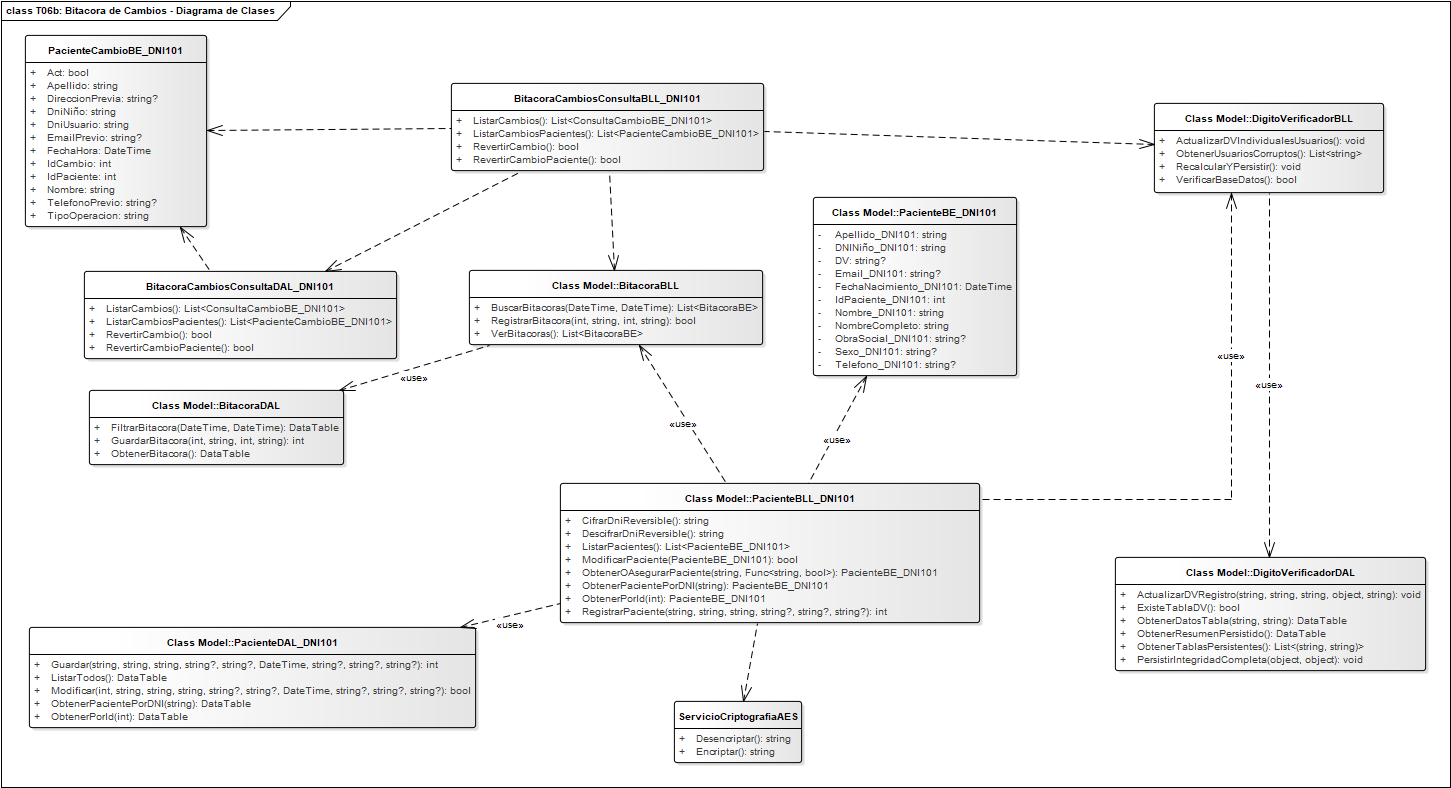 class T06b: Bitacora de Cambios - Diagrama de Clases
PacienteCambioBE_DNI101
+ Act: bool
+ Apellido: string
+ DireccionPrevia: string?
+ DniNiño: string
+ DniUsuario: string
+ EmailPrevio: string?
+ FechaHora: DateTime
+ IdCambio: int
+ IdPaciente: int
+ Nombre: string
+ TelefonoPrevio: string?
+ TipoOperacion: string
BitacoraCambiosConsultaBLL_DNI101
+ ListarCambios(): List<ConsultaCambioBE_DNI101>
+ ListarCambiosPacientes(): List<PacienteCambioBE_DNI101>
+ RevertirCambio(): bool
+ RevertirCambioPaciente(): bool
Class Model::DigitoVerificadorBLL
+ ActualizarDVIndividualesUsuarios(): void
+ ObtenerUsuariosCorruptos(): List<string>
+ RecalcularYPersistir(): void
+ VerificarBaseDatos(): bool
Class Model::PacienteBE_DNI101
- Apellido_DNI101: string
- DNINiño_DNI101: string
- DV: string?
- Email_DNI101: string?
- FechaNacimiento_DNI101: DateTime
- IdPaciente_DNI101: int
- Nombre_DNI101: string
- NombreCompleto: string
- ObraSocial_DNI101: string?
- Sexo_DNI101: string?
- Telefono_DNI101: string?
BitacoraCambiosConsultaDAL_DNI101
+ ListarCambios(): List<ConsultaCambioBE_DNI101>
+ ListarCambiosPacientes(): List<PacienteCambioBE_DNI101>
+ RevertirCambio(): bool
+ RevertirCambioPaciente(): bool
Class Model::BitacoraBLL
+ BuscarBitacoras(DateTime, DateTime): List<BitacoraBE>
+ RegistrarBitacora(int, string, int, string): bool
+ VerBitacoras(): List<BitacoraBE>
«use»
«use»
«use»
Class Model::BitacoraDAL
+ FiltrarBitacora(DateTime, DateTime): DataTable
+ GuardarBitacora(int, string, int, string): int
+ ObtenerBitacora(): DataTable
«use»
«use»
Class Model::PacienteBLL_DNI101
+ CifrarDniReversible(): string
+ DescifrarDniReversible(): string
+ ListarPacientes(): List<PacienteBE_DNI101>
+ ModificarPaciente(PacienteBE_DNI101): bool
+ ObtenerOAsegurarPaciente(string, Func<string, bool>): PacienteBE_DNI101
+ ObtenerPacientePorDNI(string): PacienteBE_DNI101
+ ObtenerPorId(int): PacienteBE_DNI101
+ RegistrarPaciente(string, string, string, string?, string?, string?): int
Class Model::DigitoVerificadorDAL
+ ActualizarDVRegistro(string, string, string, object, string): void
+ ExisteTablaDV(): bool
+ ObtenerDatosTabla(string, string): DataTable
+ ObtenerResumenPersistido(): DataTable
+ ObtenerTablasPersistentes(): List<(string, string)>
+ PersistirIntegridadCompleta(object, object): void
«use»
Class Model::PacienteDAL_DNI101
+ Guardar(string, string, string, string?, string?, DateTime, string?, string?, string?): int
+ ListarTodos(): DataTable
+ Modificar(int, string, string, string, string?, string?, DateTime, string?, string?, string?): bool
+ ObtenerPacientePorDNI(string): DataTable
+ ObtenerPorId(int): DataTable
ServicioCriptografiaAES
+ Desencriptar(): string
+ Encriptar(): string